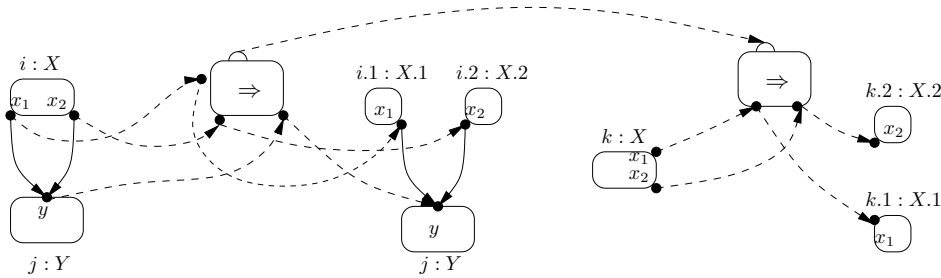 i : X
x₁ x₂
y
j : Y
⇒
i.1 : X.1
x₁
i.2 : X.2
x₂
y
j : Y
⇒
k : X
x₁
x₂
k.2 : X.2
x₂
k.1 : X.1
x₁